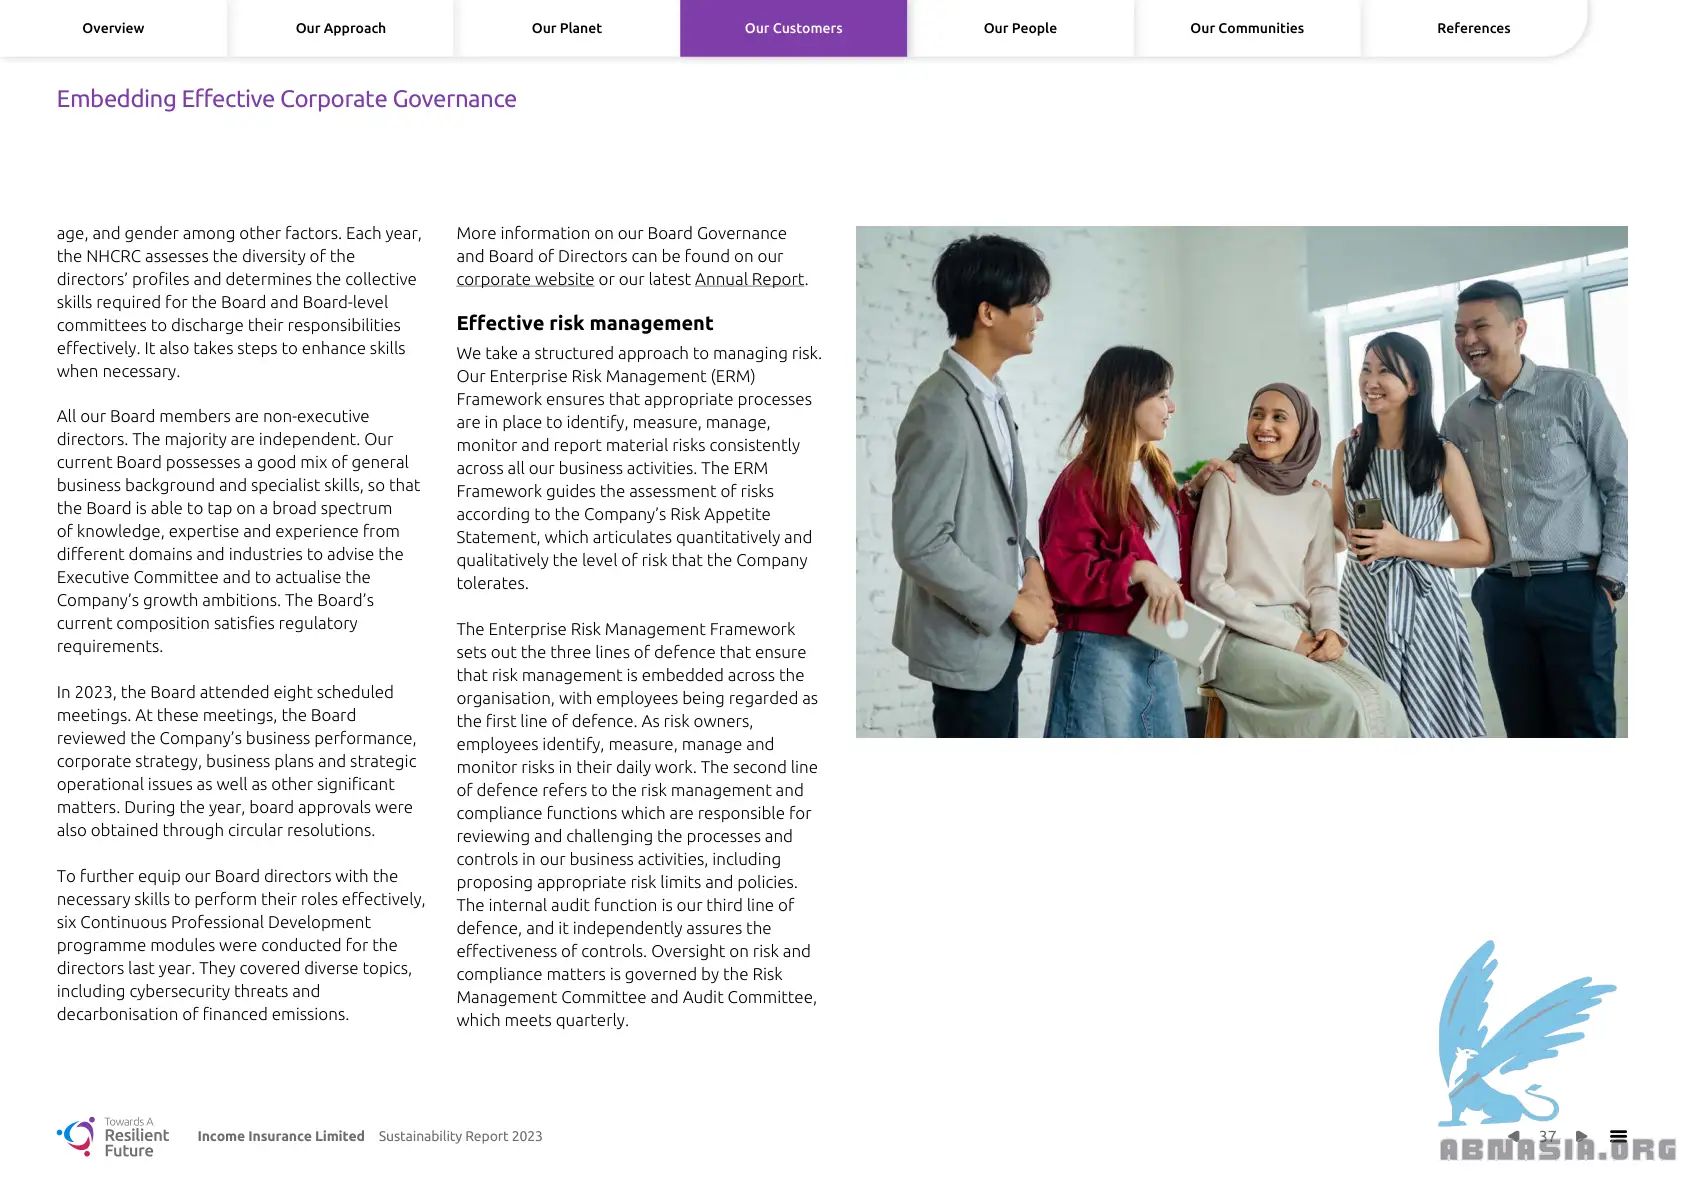 Overview
Our Approach
Our Planet
Our Customers
Our People
Our Communities
References
Embedding Effective Corporate Governance
age, and gender among other factors. Each year,
the NHCRC assesses the diversity of the
directors’ profiles and determines the collective
skills required for the Board and Board-level
committees to discharge their responsibilities
effectively. It also takes steps to enhance skills
when necessary.
All our Board members are non-executive
directors. The majority are independent. Our
current Board possesses a good mix of general
business background and specialist skills, so that
the Board is able to tap on a broad spectrum
of knowledge, expertise and experience from
different domains and industries to advise the
Executive Committee and to actualise the
Company’s growth ambitions. The Board’s
current composition satisfies regulatory
requirements.
In 2023, the Board attended eight scheduled
meetings. At these meetings, the Board
reviewed the Company’s business performance,
corporate strategy, business plans and strategic
operational issues as well as other significant
matters. During the year, board approvals were
also obtained through circular resolutions.
To further equip our Board directors with the
necessary skills to perform their roles effectively,
six Continuous Professional Development
programme modules were conducted for the
directors last year. They covered diverse topics,
including cybersecurity threats and
decarbonisation of financed emissions.
More information on our Board Governance
and Board of Directors can be found on our
corporate website or our latest Annual Report.
Effective risk management
We take a structured approach to managing risk.
Our Enterprise Risk Management (ERM)
Framework ensures that appropriate processes
are in place to identify, measure, manage,
monitor and report material risks consistently
across all our business activities. The ERM
Framework guides the assessment of risks
according to the Company’s Risk Appetite
Statement, which articulates quantitatively and
qualitatively the level of risk that the Company
tolerates.
The Enterprise Risk Management Framework
sets out the three lines of defence that ensure
that risk management is embedded across the
organisation, with employees being regarded as
the first line of defence. As risk owners,
employees identify, measure, manage and
monitor risks in their daily work. The second line
of defence refers to the risk management and
compliance functions which are responsible for
reviewing and challenging the processes and
controls in our business activities, including
proposing appropriate risk limits and policies.
The internal audit function is our third line of
defence, and it independently assures the
effectiveness of controls. Oversight on risk and
compliance matters is governed by the Risk
Management Committee and Audit Committee,
which meets quarterly.
Towards A
Resilient
Future
Income Insurance Limited Sustainability Report 2023
37
ABNASIA.ORG